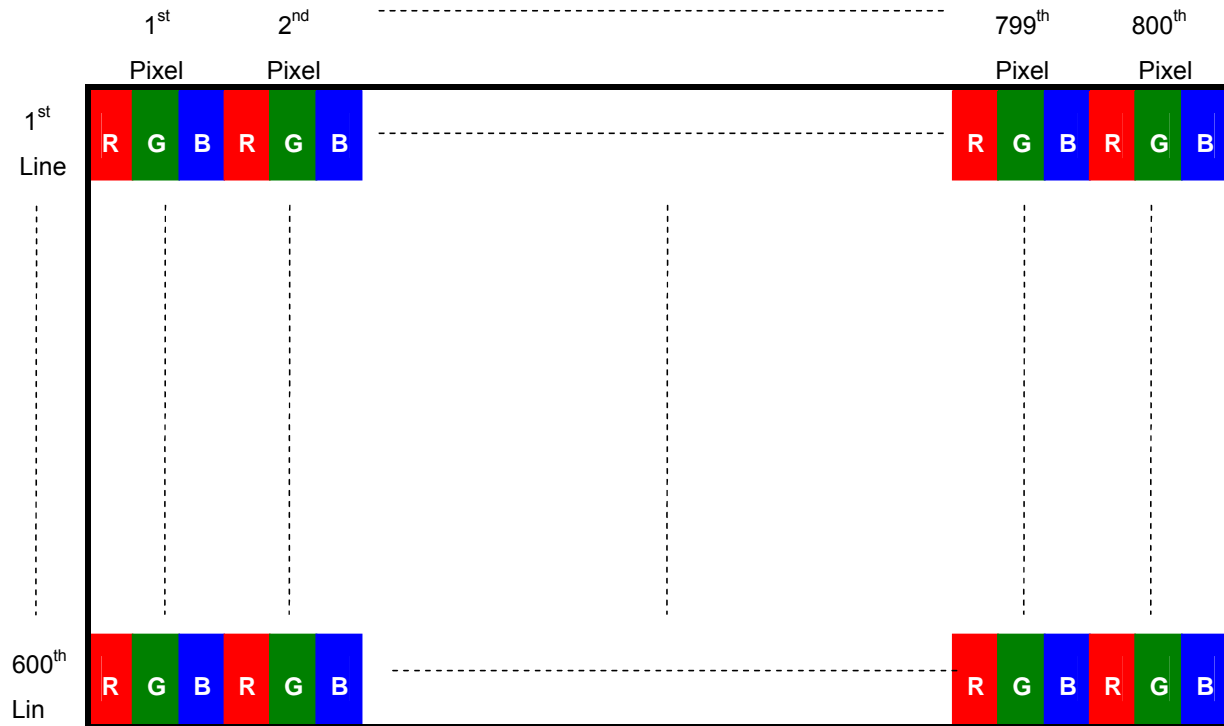 1st 2nd 799th 800th
Pixel Pixel Pixel Pixel
1st
Line
R G B R G B R G B R G B
600th
Lin
R G B R G B R G B R G B